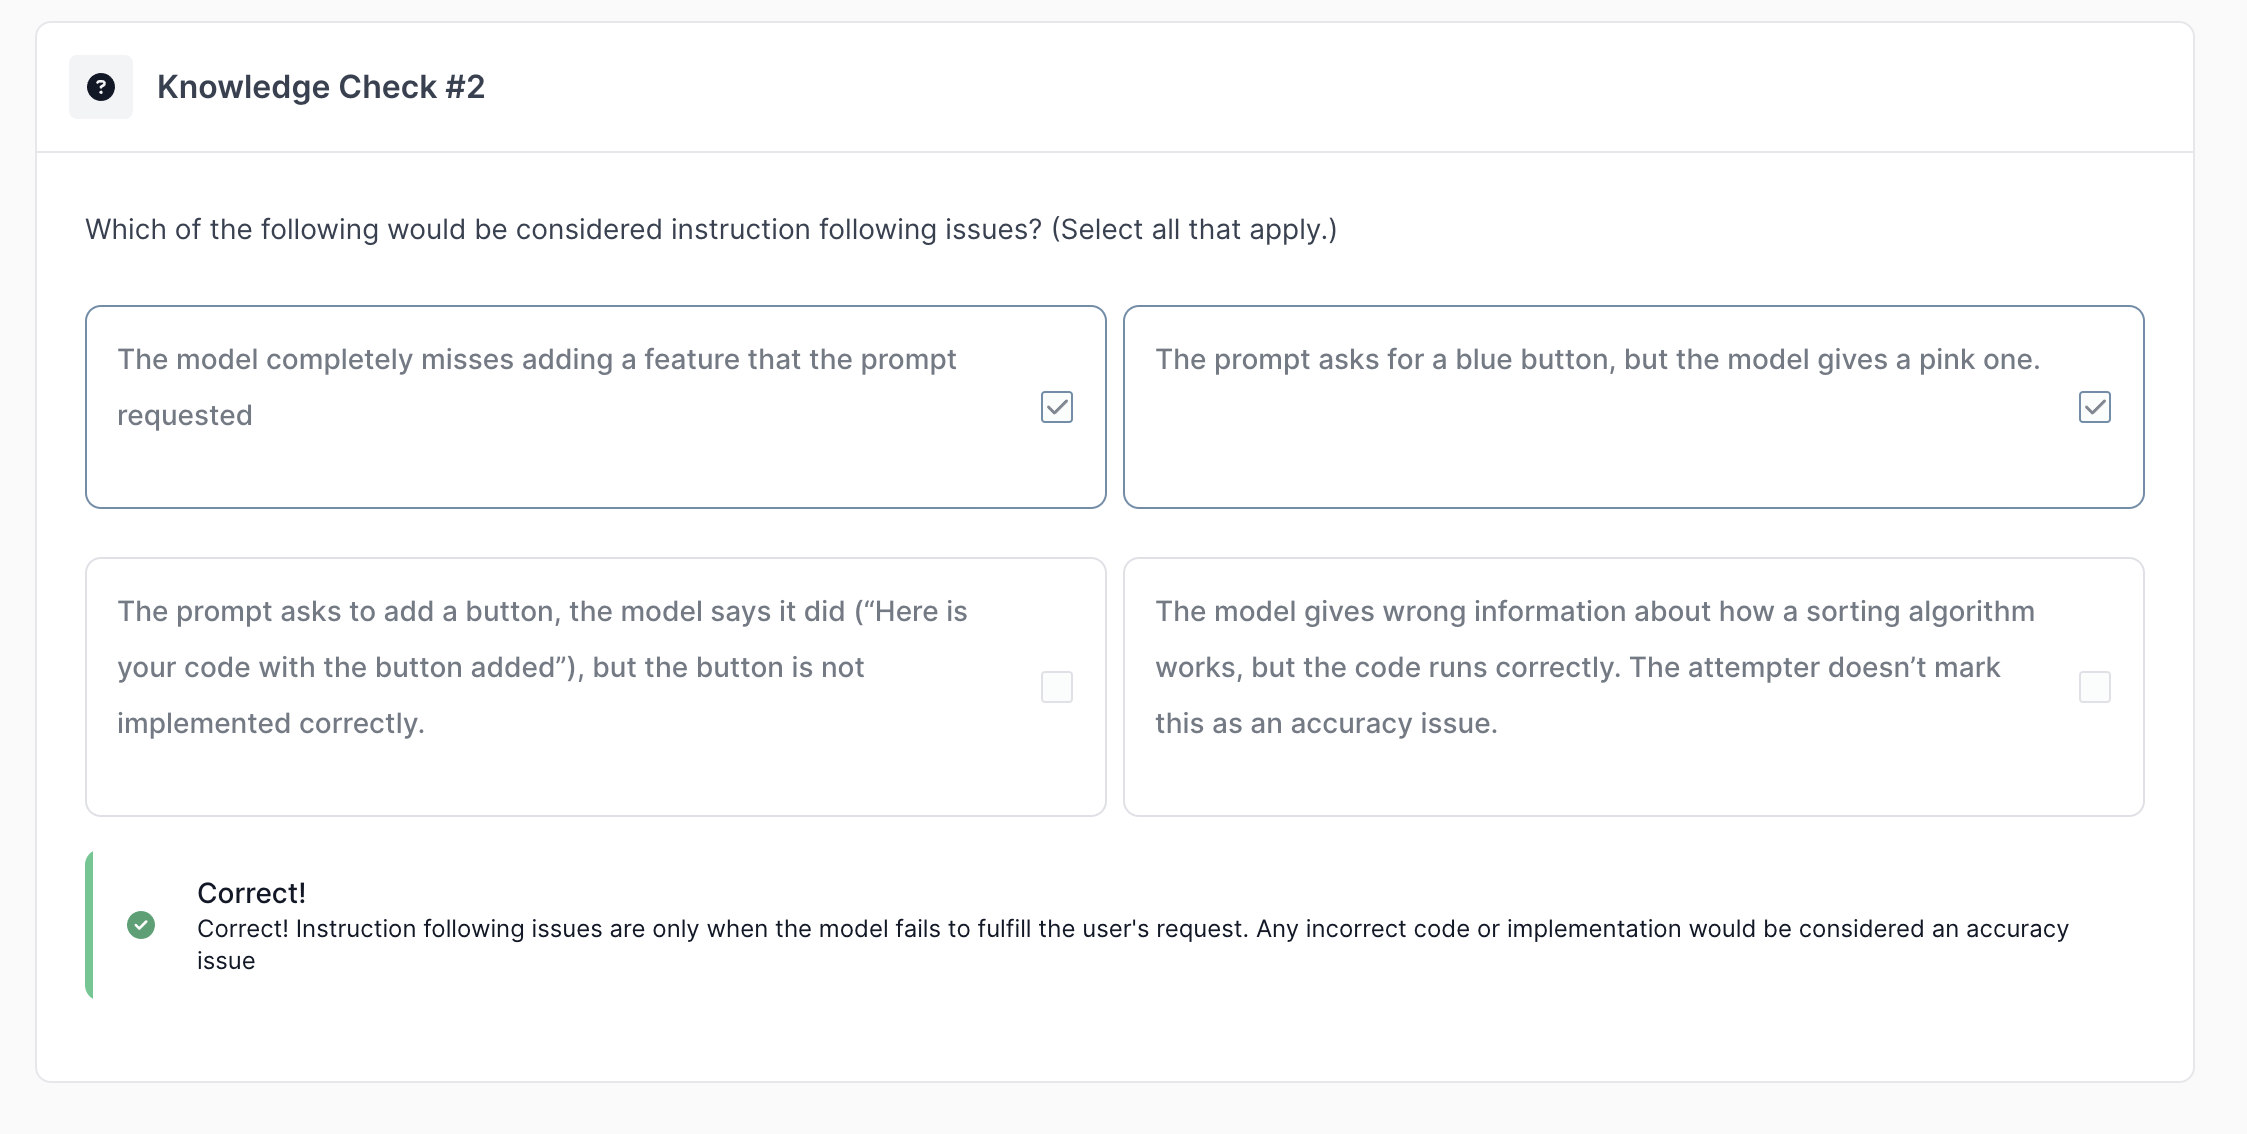 Knowledge Check #2
Which of the following would be considered instruction following issues? (Select all that apply.)
The model completely misses adding a feature that the prompt
requested
The prompt asks for a blue button, but the model gives a pink one.
The prompt asks to add a button, the model says it did (“Here is
your code with the button added”), but the button is not
implemented correctly.
The model gives wrong information about how a sorting algorithm
works, but the code runs correctly. The attempter doesn’t mark
this as an accuracy issue.
Correct!
Correct! Instruction following issues are only when the model fails to fulfill the user's request. Any incorrect code or implementation would be considered an accuracy
issue